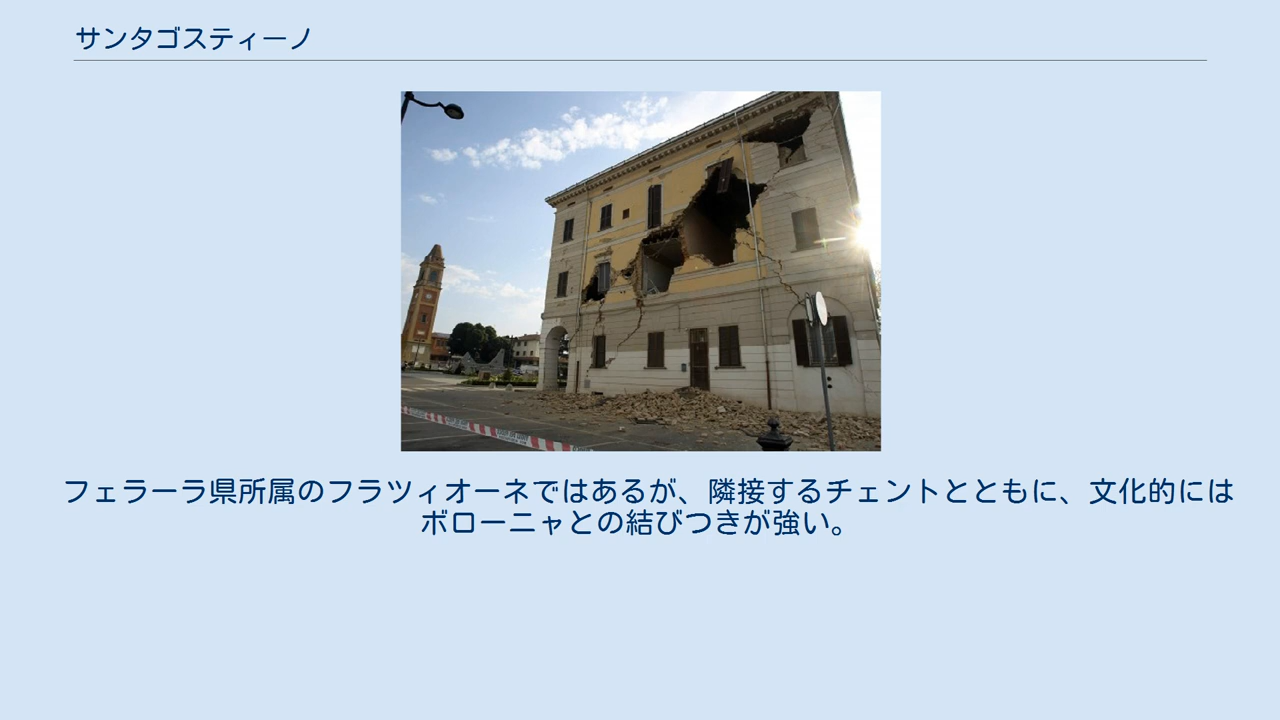 サンタゴスティーノ
フェラーラ県所属のフラツィオーネではあるが、隣接するチェントとともに、文化的には
ボローニャとの結びつきが強い。